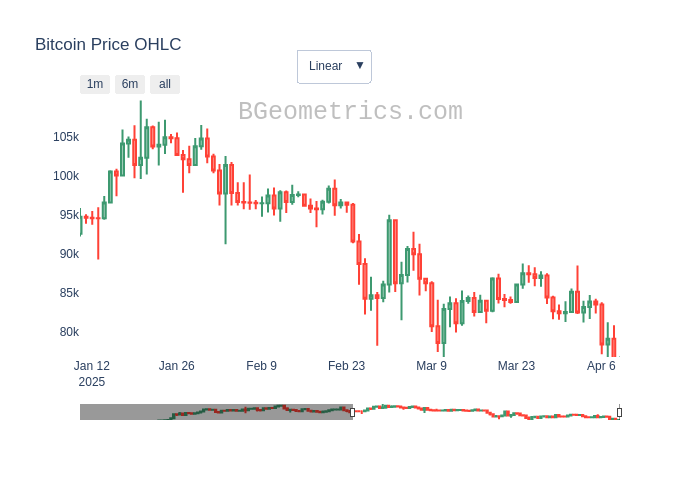 Bitcoin Price OHLC
Linear ▼
1m 6m all
BGeometrics.com
105k
100k
95k
90k
85k
80k
Jan 12 Jan 26 Feb 9 Feb 23 Mar 9 Mar 23 Apr 6
2025